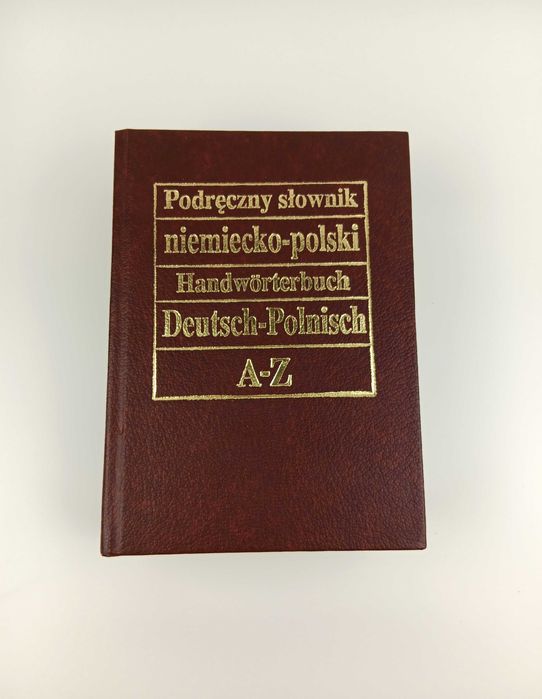 Podręczny słownik
niemiecko-polski
Handwörterbuch
Deutsch-Polnisch
A-Z